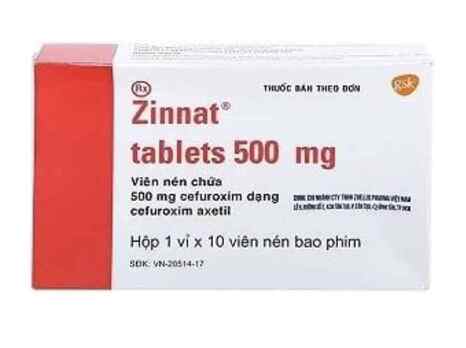 Rx
THUỐC BÁN THEO ĐƠN
gsk
Zinnat®
tablets 500 mg
Viên nén chứa
500 mg cefuroxim dạng
cefuroxim axetil
Hộp 1 vỉ x 10 viên nén bao phim
SĐK: VN-20514-17